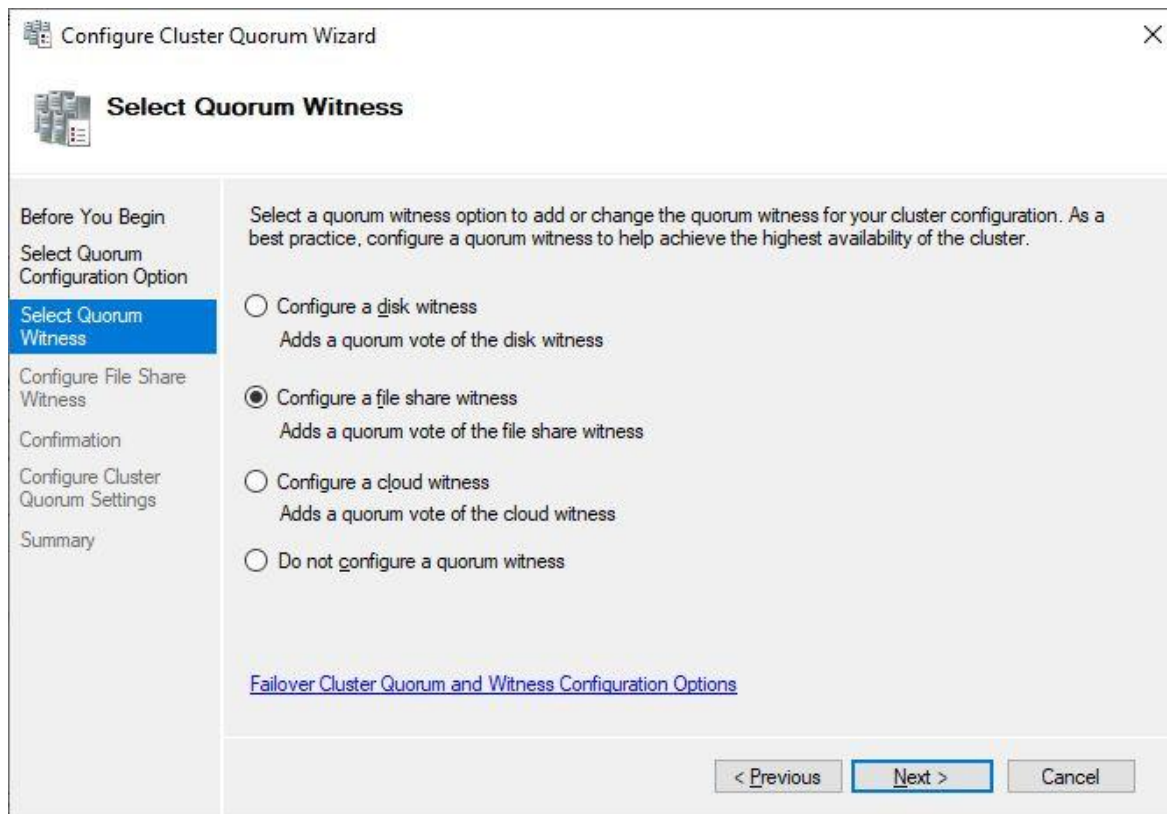 Configure Cluster Quorum Wizard
Select Quorum Witness
Before You Begin
Select Quorum
Configuration Option
Select Quorum
Witness
Configure File Share
Witness
Confirmation
Configure Cluster
Quorum Settings
Summary
Select a quorum witness option to add or change the quorum witness for your cluster configuration. As a
best practice, configure a quorum witness to help achieve the highest availability of the cluster.
Configure a disk witness
Adds a quorum vote of the disk witness
Configure a file share witness
Adds a quorum vote of the file share witness
Configure a cloud witness
Adds a quorum vote of the cloud witness
Do not configure a quorum witness
Failover Cluster Quorum and Witness Configuration Options
< Previous
Next >
Cancel